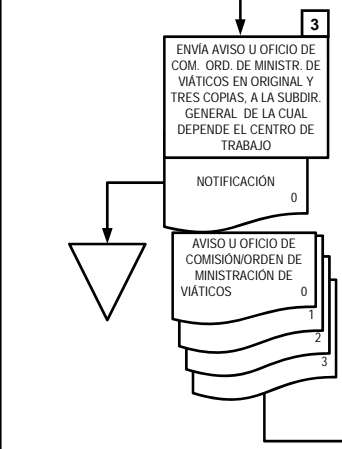 3
ENVÍA AVISO U OFICIO DE
COM. ORD. DE MINISTR. DE
VIÁTICOS EN ORIGINAL Y
TRES COPIAS, A LA SUBDIR.
GENERAL DE LA CUAL
DEPENDE EL CENTRO DE
TRABAJO
NOTIFICACIÓN
0
AVISO U OFICIO DE
COMISIÓN/ORDEN DE
MINISTRACIÓN DE
VIÁTICOS 0
1
2
3